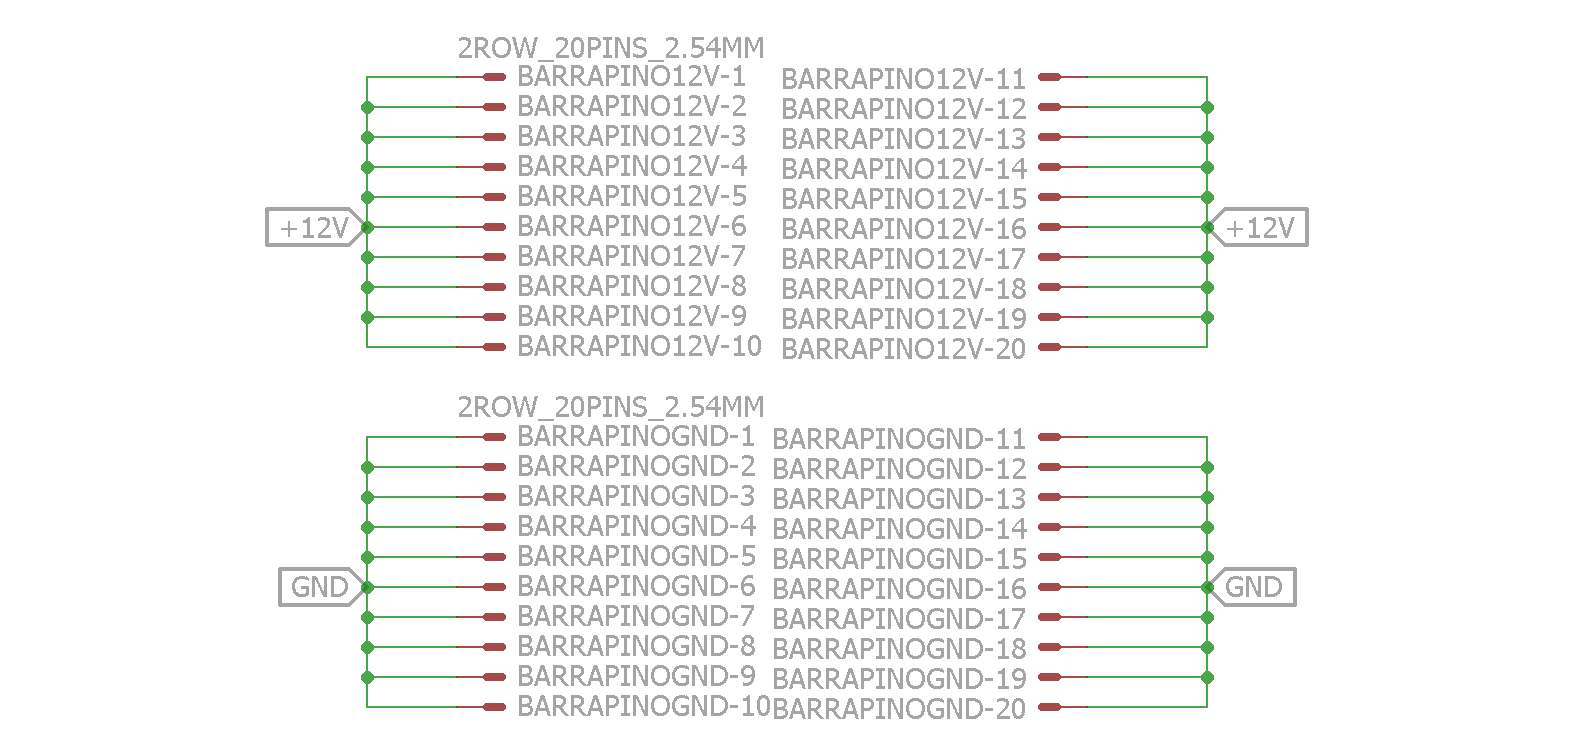 2ROW_20PINS_2.54MM
BARRAPINO12V-1 BARRAPINO12V-11
BARRAPINO12V-2 BARRAPINO12V-12
BARRAPINO12V-3 BARRAPINO12V-13
BARRAPINO12V-4 BARRAPINO12V-14
BARRAPINO12V-5 BARRAPINO12V-15
+12V BARRAPINO12V-6 BARRAPINO12V-16 +12V
BARRAPINO12V-7 BARRAPINO12V-17
BARRAPINO12V-8 BARRAPINO12V-18
BARRAPINO12V-9 BARRAPINO12V-19
BARRAPINO12V-10 BARRAPINO12V-20
2ROW_20PINS_2.54MM
BARRAPINOGND-1 BARRAPINOGND-11
BARRAPINOGND-2 BARRAPINOGND-12
BARRAPINOGND-3 BARRAPINOGND-13
BARRAPINOGND-4 BARRAPINOGND-14
BARRAPINOGND-5 BARRAPINOGND-15
GND BARRAPINOGND-6 BARRAPINOGND-16 GND
BARRAPINOGND-7 BARRAPINOGND-17
BARRAPINOGND-8 BARRAPINOGND-18
BARRAPINOGND-9 BARRAPINOGND-19
BARRAPINOGND-10 BARRAPINOGND-20